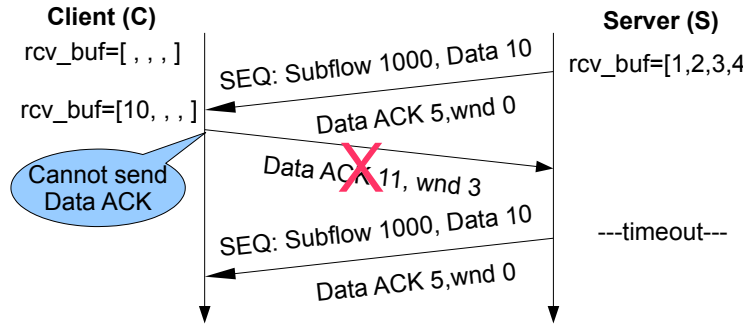 Client (C)
Server (S)
rcv_buf=[ , , , ]
SEQ: Subflow 1000, Data 10
rcv_buf=[1,2,3,4
rcv_buf=[10, , , ]
Data ACK 5,wnd 0
Cannot send
Data ACK
Data ACK 11, wnd 3
X
SEQ: Subflow 1000, Data 10
---timeout---
Data ACK 5,wnd 0